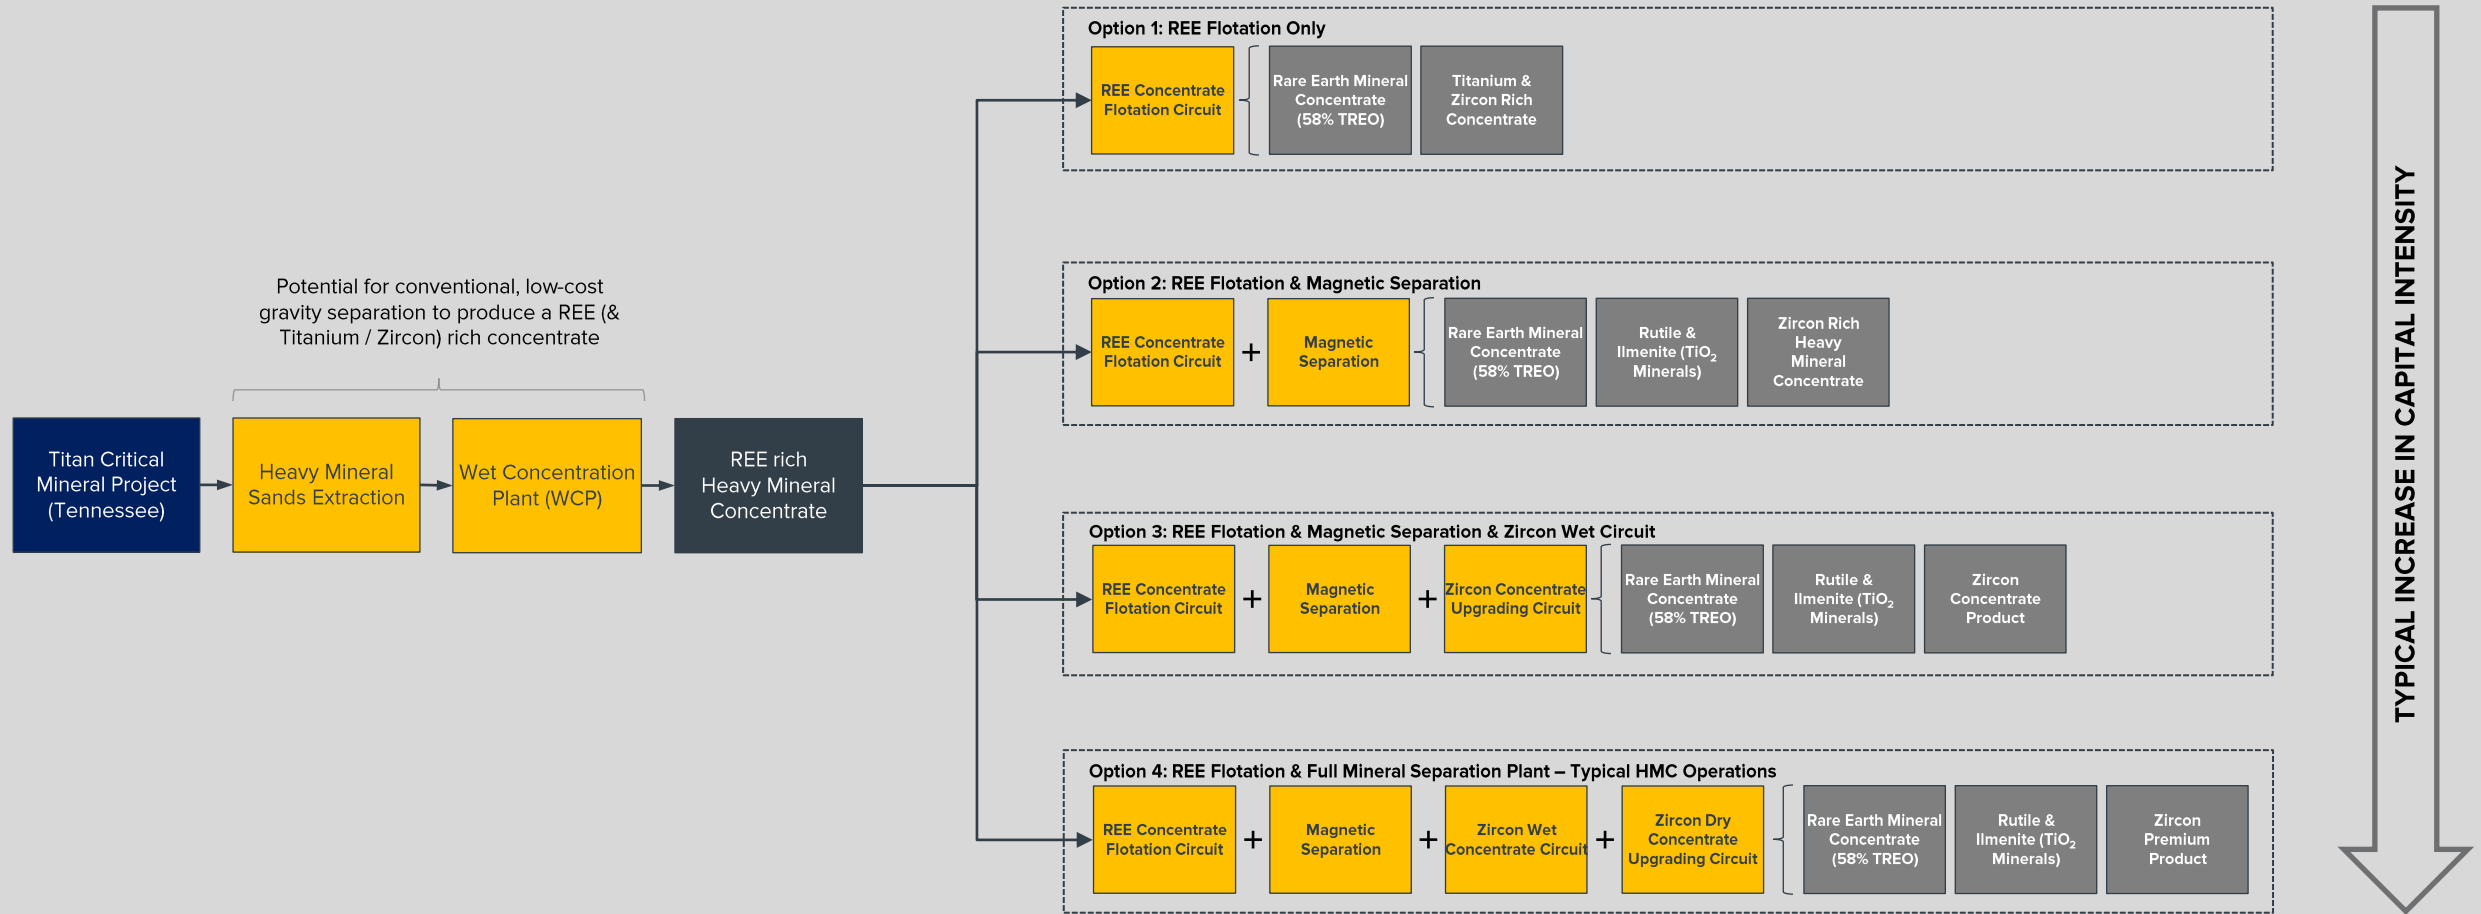 Option 1: REE Flotation Only
REE Concentrate
Flotation Circuit
Rare Earth Mineral
Concentrate
(58% TREO)
Titanium &
Zircon Rich
Concentrate
Option 2: REE Flotation & Magnetic Separation
REE Concentrate
Flotation Circuit
+
Magnetic
Separation
Rare Earth Mineral
Concentrate
(58% TREO)
Rutile &
Ilmenite (TiO₂
Minerals)
Zircon Rich
Heavy
Mineral
Concentrate
Potential for conventional, low-cost
gravity separation to produce a REE (&
Titanium / Zircon) rich concentrate
Titan Critical
Mineral Project
(Tennessee)
Heavy Mineral
Sands Extraction
Wet Concentration
Plant (WCP)
REE rich
Heavy Mineral
Concentrate
Option 3: REE Flotation & Magnetic Separation & Zircon Wet Circuit
REE Concentrate
Flotation Circuit
+
Magnetic
Separation
+
Zircon Concentrate
Upgrading Circuit
Rare Earth Mineral
Concentrate
(58% TREO)
Rutile &
Ilmenite (TiO₂
Minerals)
Zircon
Concentrate
Product
Option 4: REE Flotation & Full Mineral Separation Plant – Typical HMC Operations
REE Concentrate
Flotation Circuit
+
Magnetic
Separation
+
Zircon Wet
Concentrate Circuit
+
Zircon Dry
Concentrate
Upgrading Circuit
Rare Earth Mineral
Concentrate
(58% TREO)
Rutile &
Ilmenite (TiO₂
Minerals)
Zircon
Premium
Product
TYPICAL INCREASE IN CAPITAL INTENSITY